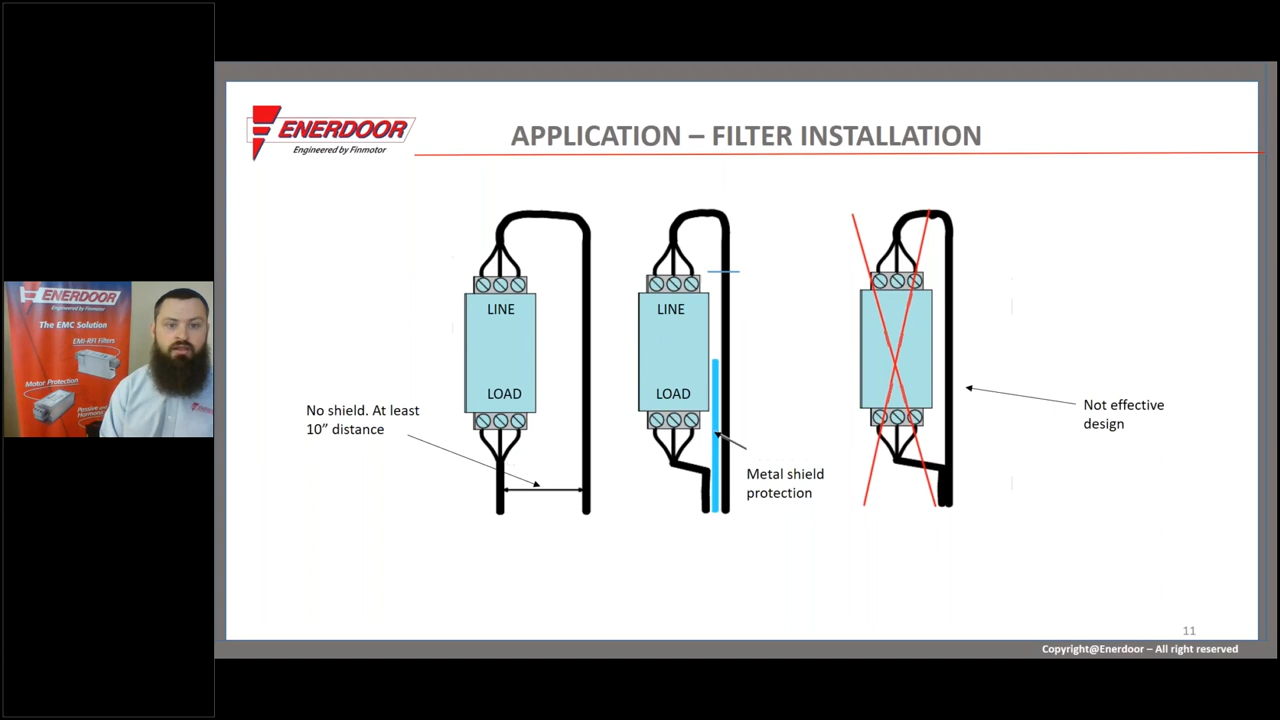 ENERDOOR
Engineered by Finmotor
APPLICATION – FILTER INSTALLATION
LINE
LOAD
No shield. At least
10” distance
LINE
LOAD
Metal shield
protection
Not effective
design
11
Copyright@Enerdoor – All right reserved
ENERDOOR
Engineered by Finmotor
The EMC Solution
EMI-RFI Filters
Motor Protection
Passive and